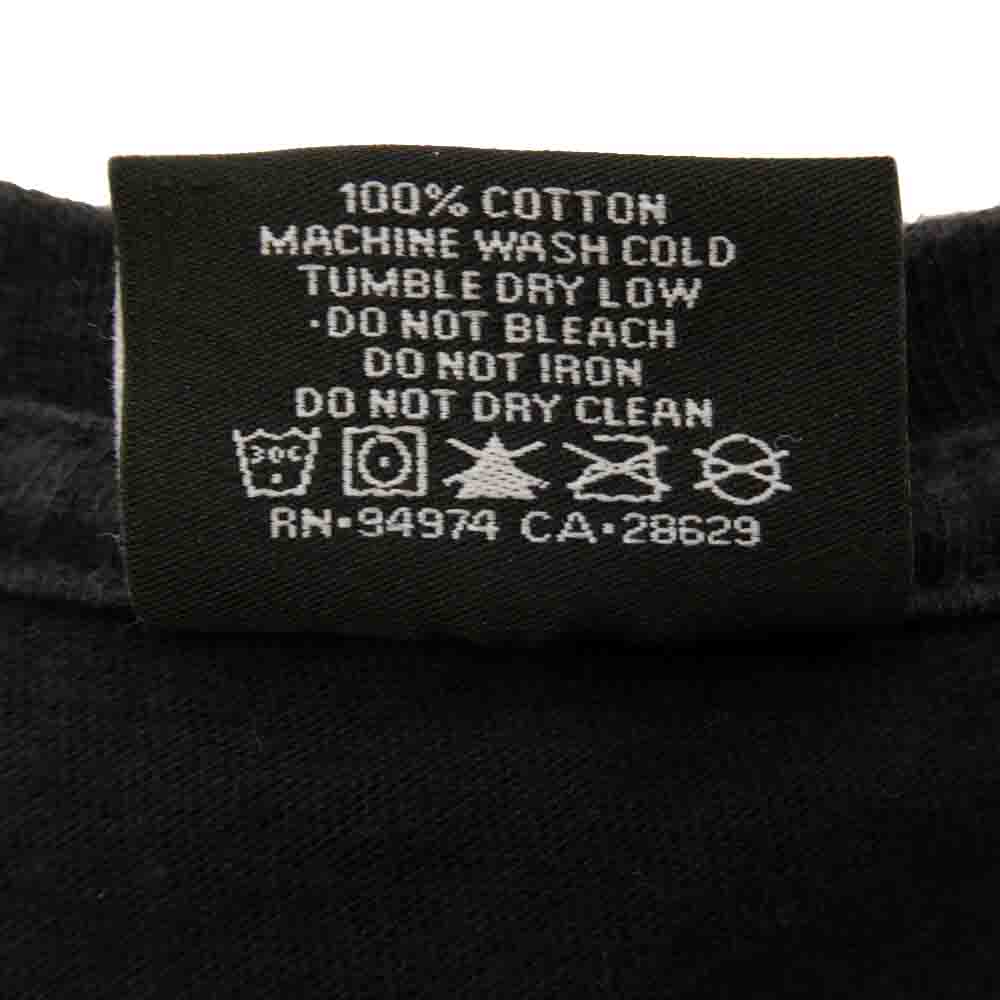 100% COTTON
MACHINE WASH COLD
TUMBLE DRY LOW
·DO NOT BLEACH
DO NOT IRON
DO NOT DRY CLEAN
30C
RN·94974 CA·28629